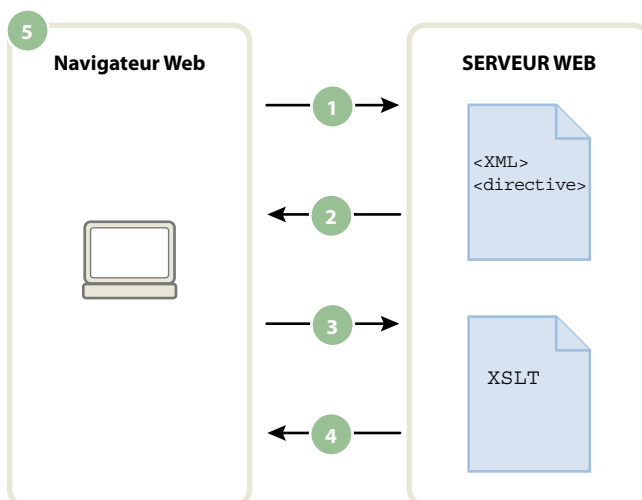 5
Navigateur Web
SERVEUR WEB
1
<XML>
<directive>
2
3
XSLT
4